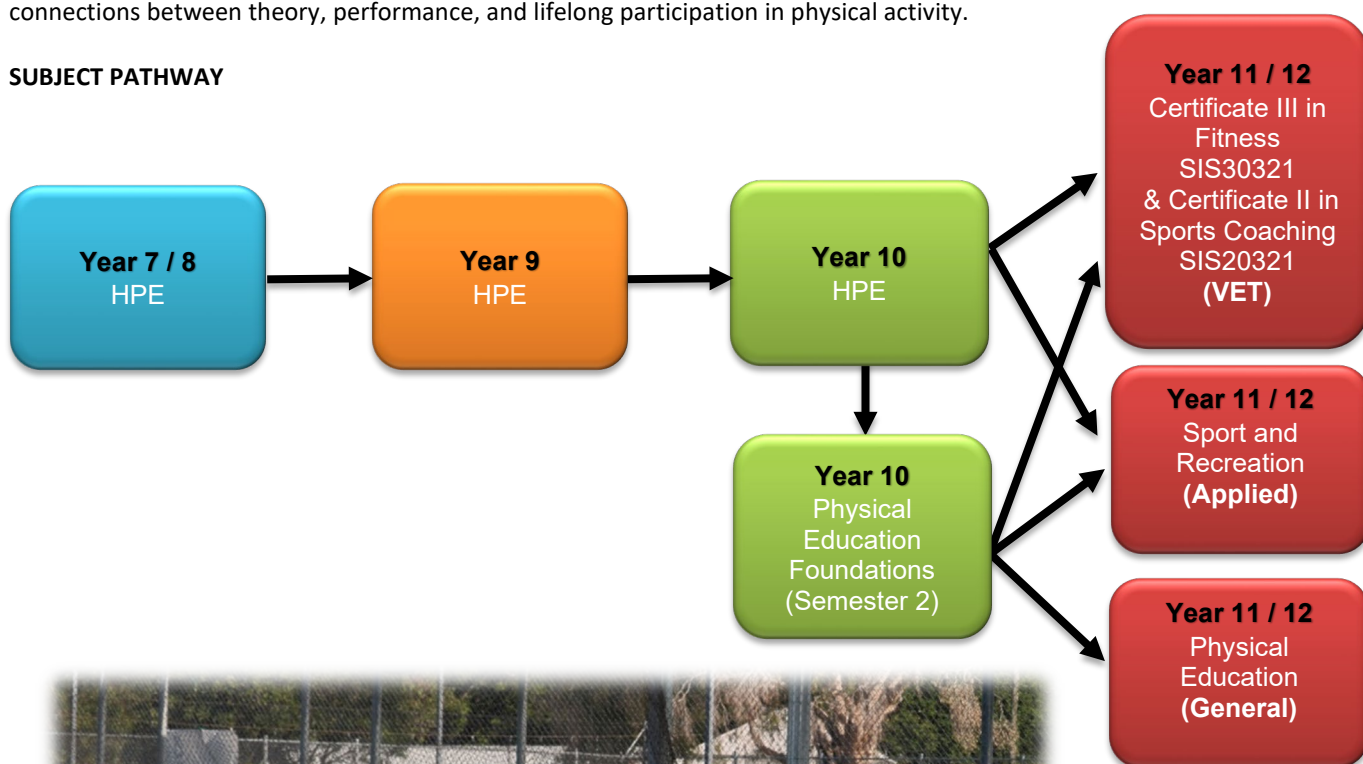 connections between theory, performance, and lifelong participation in physical activity.
SUBJECT PATHWAY
Year 7 / 8
HPE
Year 9
HPE
Year 10
HPE
Year 10
Physical
Education
Foundations
(Semester 2)
Year 11 / 12
Certificate III in
Fitness
SIS30321
& Certificate II in
Sports Coaching
SIS20321
(VET)
Year 11 / 12
Sport and
Recreation
(Applied)
Year 11 / 12
Physical
Education
(General)